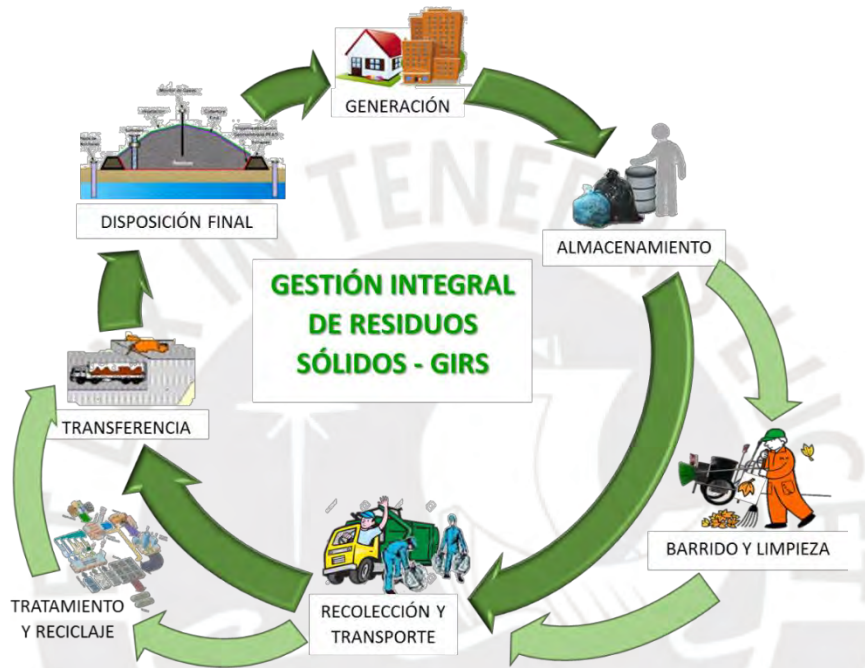 GENERACIÓN
ALMACENAMIENTO
BARRIDO Y LIMPIEZA
RECOLECCIÓN Y
TRANSPORTE
TRATAMIENTO
Y RECICLAJE
TRANSFERENCIA
DISPOSICIÓN FINAL
GESTIÓN INTEGRAL
DE RESIDUOS
SÓLIDOS - GIRS